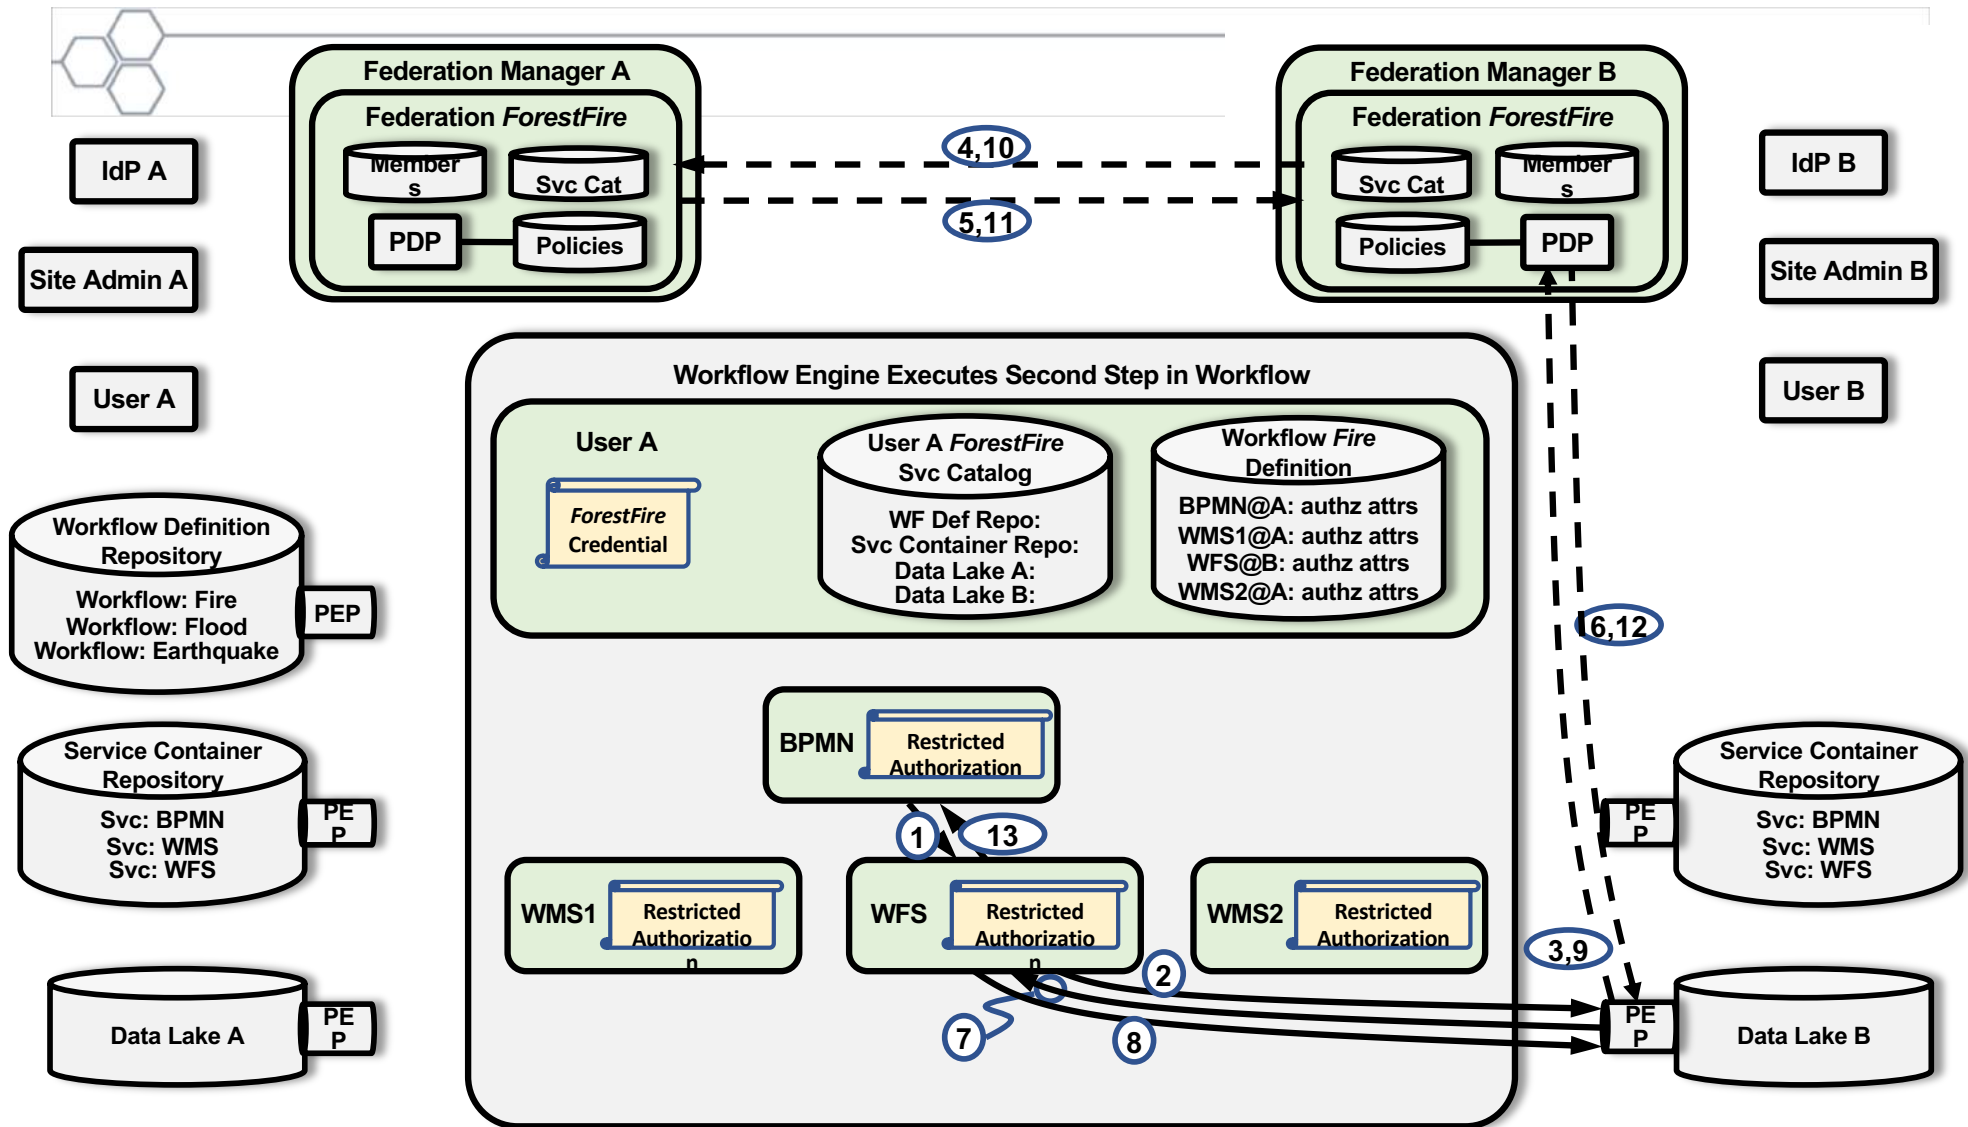 Federation Manager A
Federation ForestFire
Member
s
Svc Cat
PDP
Policies
Federation Manager B
Federation ForestFire
Svc Cat
Member
s
Policies
PDP
4,10
5,11
IdP A
Site Admin A
User A
IdP B
Site Admin B
User B
Workflow Engine Executes Second Step in Workflow
User A
ForestFire
Credential
User A ForestFire
Svc Catalog
WF Def Repo:
Svc Container Repo:
Data Lake A:
Data Lake B:
Workflow Fire
Definition
BPMN@A: authz attrs
WMS1@A: authz attrs
WFS@B: authz attrs
WMS2@A: authz attrs
Workflow Definition
Repository
Workflow: Fire
Workflow: Flood
Workflow: Earthquake
PEP
6,12
BPMN
Restricted
Authorization
Service Container
Repository
Svc: BPMN
Svc: WMS
Svc: WFS
PE
P
1
13
PE
P
Service Container
Repository
Svc: BPMN
Svc: WMS
Svc: WFS
WMS1
Restricted
Authorizatio
n
WFS
Restricted
Authorizatio
n
WMS2
Restricted
Authorization
3,9
2
7
8
Data Lake A
PE
P
PE
P
Data Lake B